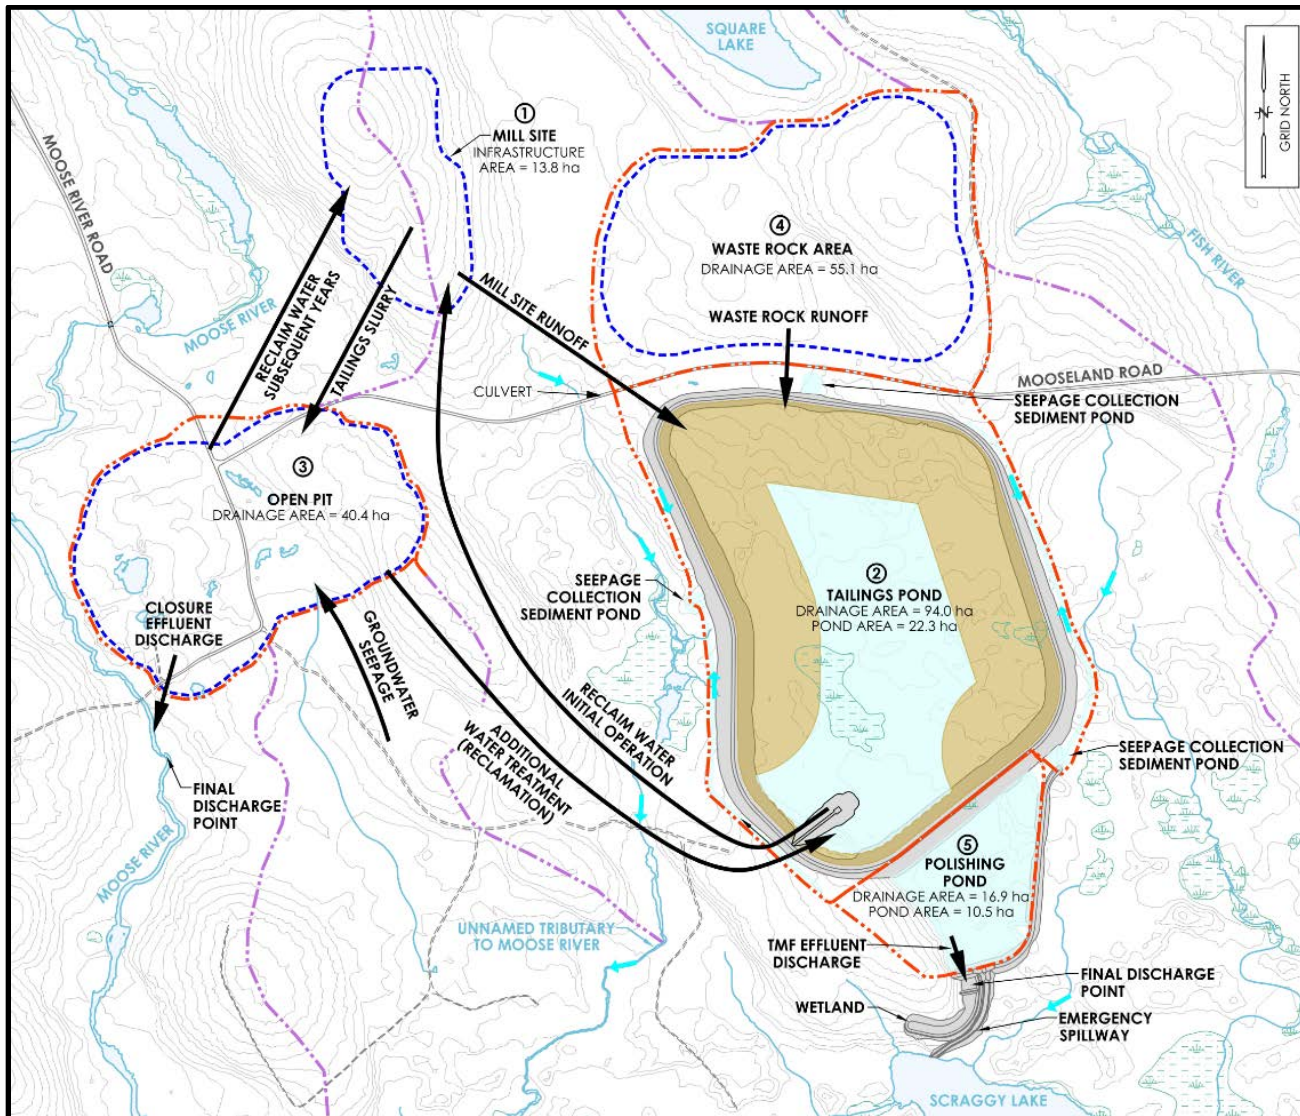 SQUARE
LAKE
GRID NORTH
N
①
MILL SITE
INFRASTRUCTURE
AREA = 13.8 ha
MOOSE RIVER ROAD
FISH RIVER
④
WASTE ROCK AREA
DRAINAGE AREA = 55.1 ha
MOOSE RIVER
RECLAIM WATER
SUBSEQUENT YEARS
TAILINGS SLURRY
MILL SITE RUNOFF
WASTE ROCK RUNOFF
CULVERT
MOOSELAND ROAD
SEEPAGE COLLECTION
SEDIMENT POND
③
OPEN PIT
DRAINAGE AREA = 40.4 ha
②
TAILINGS POND
DRAINAGE AREA = 94.0 ha
POND AREA = 22.3 ha
SEEPAGE
COLLECTION
SEDIMENT POND
CLOSURE
EFFLUENT
DISCHARGE
GROUNDWATER
SEEPAGE
RECLAIM WATER
INITIAL OPERATION
ADDITIONAL
WATER TREATMENT
(RECLAMATION)
SEEPAGE COLLECTION
SEDIMENT POND
FINAL
DISCHARGE
POINT
MOOSE RIVER
⑤
POLISHING
POND
DRAINAGE AREA = 16.9 ha
POND AREA = 10.5 ha
UNNAMED TRIBUTARY
TO MOOSE RIVER
TMF EFFLUENT
DISCHARGE
FINAL DISCHARGE
POINT
WETLAND
EMERGENCY
SPILLWAY
SCRAGGY LAKE